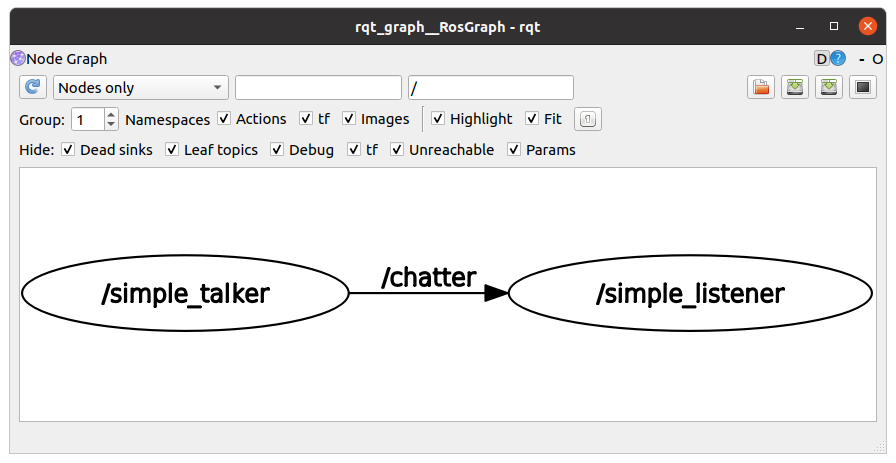 rqt_graph__RosGraph - rqt
Node Graph D ? - O
Nodes only /
Group: 1 Namespaces Actions tf Images Highlight Fit
Hide: Dead sinks Leaf topics Debug tf Unreachable Params
/simple_talker /chatter /simple_listener